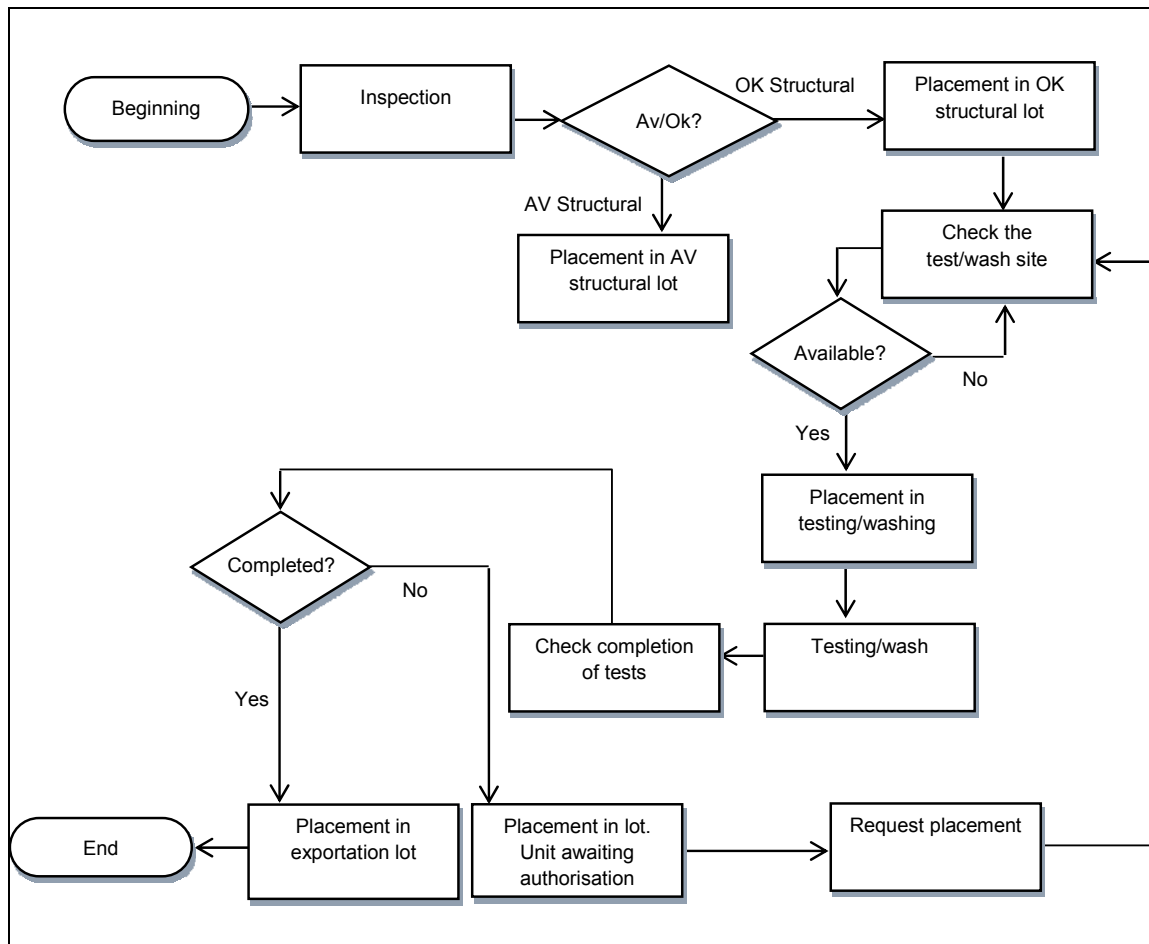 Beginning
Inspection
Av/Ok?
OK Structural
Placement in OK
structural lot
AV Structural
Placement in AV
structural lot
Check the
test/wash site
Available?
No
Yes
Placement in
testing/washing
Testing/wash
Check completion
of tests
Completed?
No
Yes
Placement in
exportation lot
End
Placement in lot.
Unit awaiting
authorisation
Request placement